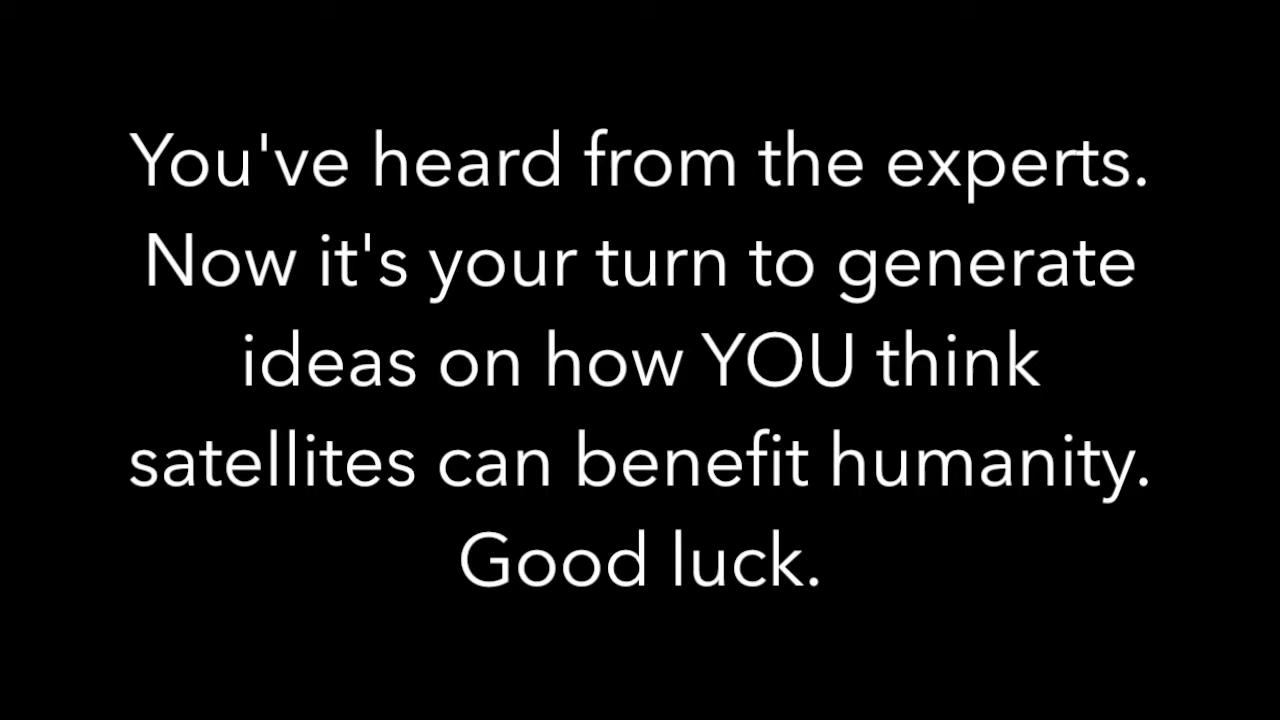 You've heard from the experts.
Now it's your turn to generate
ideas on how YOU think
satellites can benefit humanity.
Good luck.